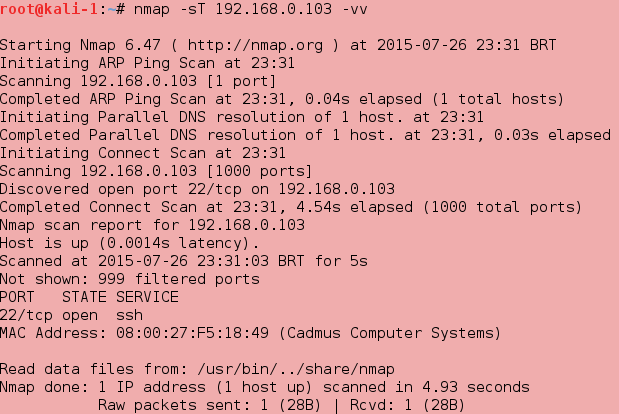 root@kali-1:~# nmap -sT 192.168.0.103 -vv
Starting Nmap 6.47 ( http://nmap.org ) at 2015-07-26 23:31 BRT
Initiating ARP Ping Scan at 23:31
Scanning 192.168.0.103 [1 port]
Completed ARP Ping Scan at 23:31, 0.04s elapsed (1 total hosts)
Initiating Parallel DNS resolution of 1 host. at 23:31
Completed Parallel DNS resolution of 1 host. at 23:31, 0.03s elapsed
Initiating Connect Scan at 23:31
Scanning 192.168.0.103 [1000 ports]
Discovered open port 22/tcp on 192.168.0.103
Completed Connect Scan at 23:31, 4.54s elapsed (1000 total ports)
Nmap scan report for 192.168.0.103
Host is up (0.0014s latency).
Scanned at 2015-07-26 23:31:03 BRT for 5s
Not shown: 999 filtered ports
PORT   STATE SERVICE
22/tcp open  ssh
MAC Address: 08:00:27:F5:18:49 (Cadmus Computer Systems)
Read data files from: /usr/bin/../share/nmap
Nmap done: 1 IP address (1 host up) scanned in 4.93 seconds
Raw packets sent: 1 (28B) | Rcvd: 1 (28B)